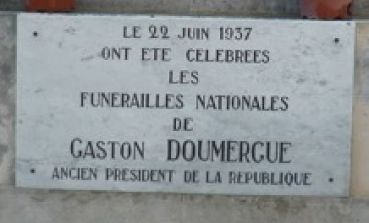 LE 22 JUIN 1937
ONT ETE CELEBREES
LES
FUNERAILLES NATIONALES
DE
GASTON DOUMERGUE
ANCIEN PRESIDENT DE LA REPUBLIQUE